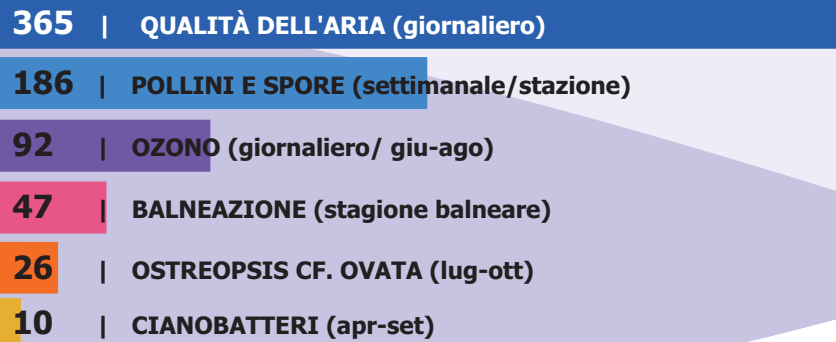 365 | QUALITÀ DELL'ARIA (giornaliero)
186 | POLLINI E SPORE (settimanale/stazione)
92 | OZONO (giornaliero/ giu-ago)
47 | BALNEAZIONE (stagione balneare)
26 | OSTREOPSIS CF. OVATA (lug-ott)
10 | CIANOBATTERI (apr-set)